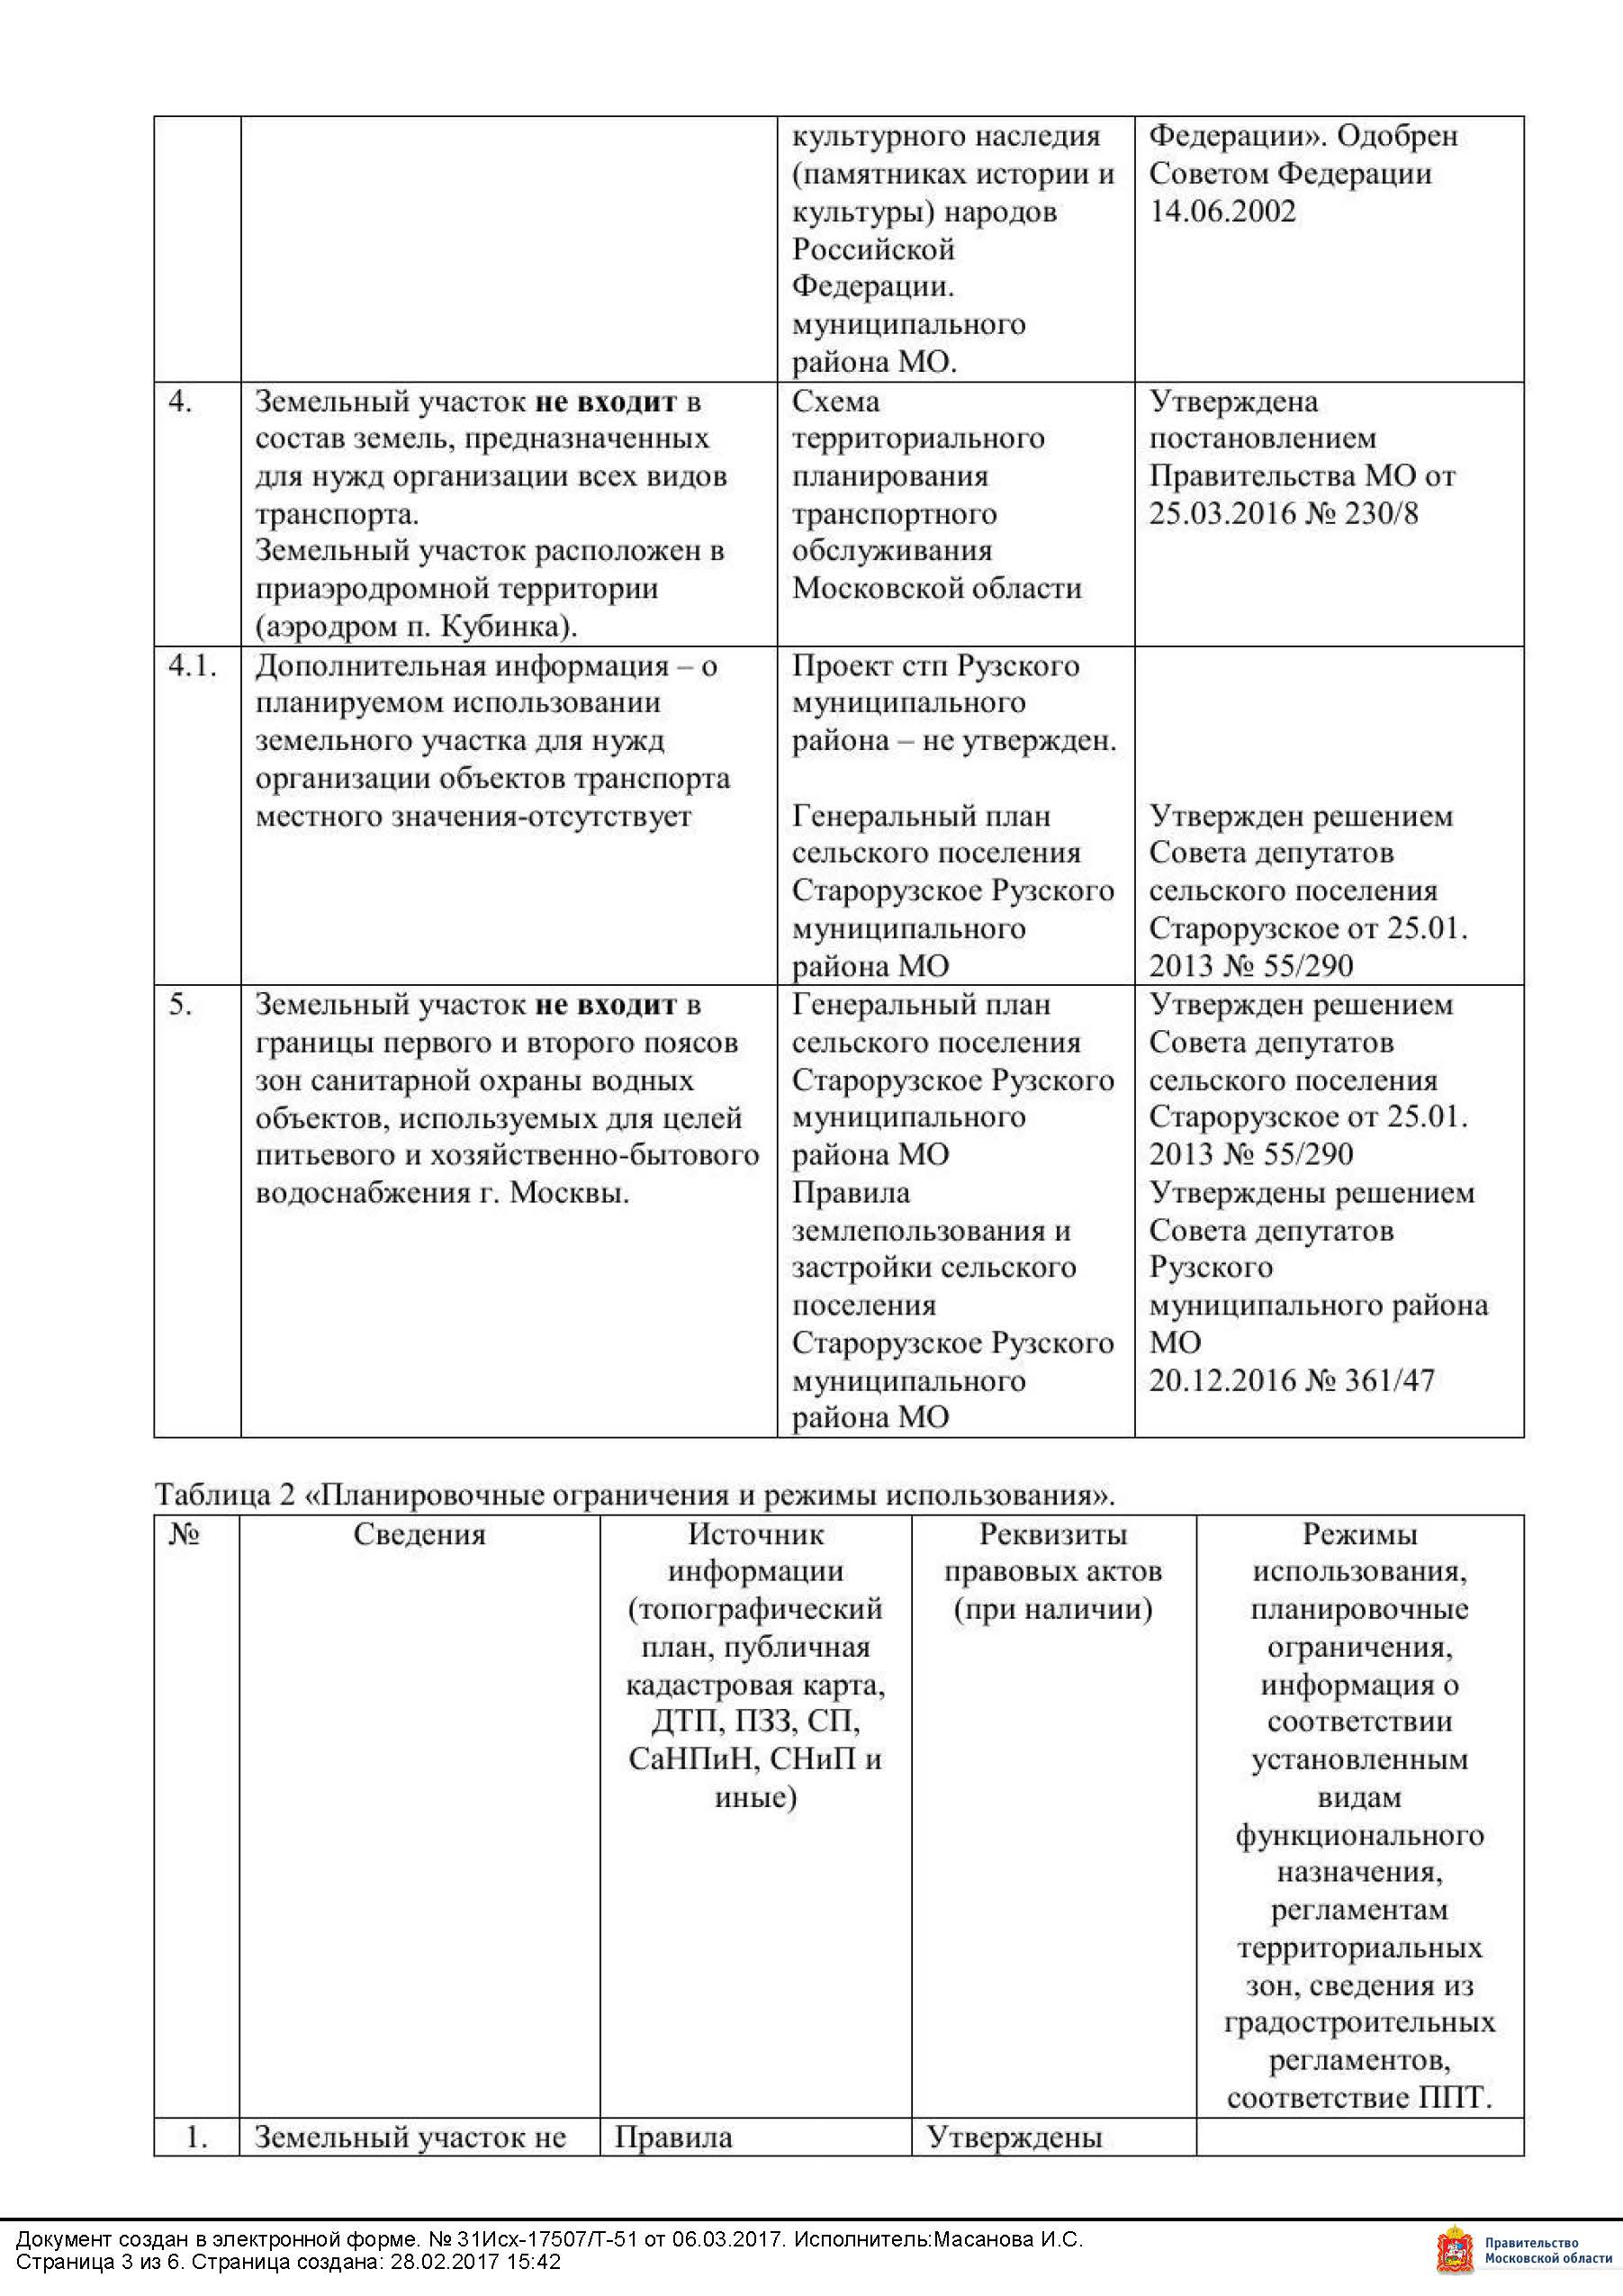 культурного наследия
(памятниках истории и
культуры) народов
Российской
Федерации.
муниципального
района МО.
Федерации». Одобрен
Советом Федерации
14.06.2002
4.
Земельный участок не входит в
состав земель, предназначенных
для нужд организации всех видов
транспорта.
Земельный участок расположен в
приаэродромной территории
(аэродром п. Кубинка).
Схема
территориального
планирования
транспортного
обслуживания
Московской области
Утверждена
постановлением
Правительства МО от
25.03.2016 № 230/8
4.1.
Дополнительная информация – о
планируемом использовании
земельного участка для нужд
организации объектов транспорта
местного значения-отсутствует
Проект стп Рузского
муниципального
района – не утвержден.
Генеральный план
сельского поселения
Старорузское Рузского
муниципального
района МО
Утвержден решением
Совета депутатов
сельского поселения
Старорузское от 25.01.
2013 № 55/290
5.
Земельный участок не входит в
границы первого и второго поясов
зон санитарной охраны водных
объектов, используемых для целей
питьевого и хозяйственно-бытового
водоснабжения г. Москвы.
Генеральный план
сельского поселения
Старорузское Рузского
муниципального
района МО
Правила
землепользования и
застройки сельского
поселения
Старорузское Рузского
муниципального
района МО
Утвержден решением
Совета депутатов
сельского поселения
Старорузское от 25.01.
2013 № 55/290
Утверждены решением
Совета депутатов
Рузского
муниципального района
МО
20.12.2016 № 361/47
Таблица 2 «Планировочные ограничения и режимы использования».
№
Сведения
Источник
информации
(топографический
план, публичная
кадастровая карта,
ДТП, ПЗЗ, СП,
СаНПиН, СНиП и
иные)
Реквизиты
правовых актов
(при наличии)
Режимы
использования,
планировочные
ограничения,
информация о
соответствии
установленным
видам
функционального
назначения,
регламентам
территориальных
зон, сведения из
градостроительных
регламентов,
соответствие ППТ.
1.
Земельный участок не
Правила
Утверждены
Документ создан в электронной форме. № 31Исх-17507/Т-51 от 06.03.2017. Исполнитель:Масанова И.С.
Страница 3 из 6. Страница создана: 28.02.2017 15:42
Правительство
Московской области